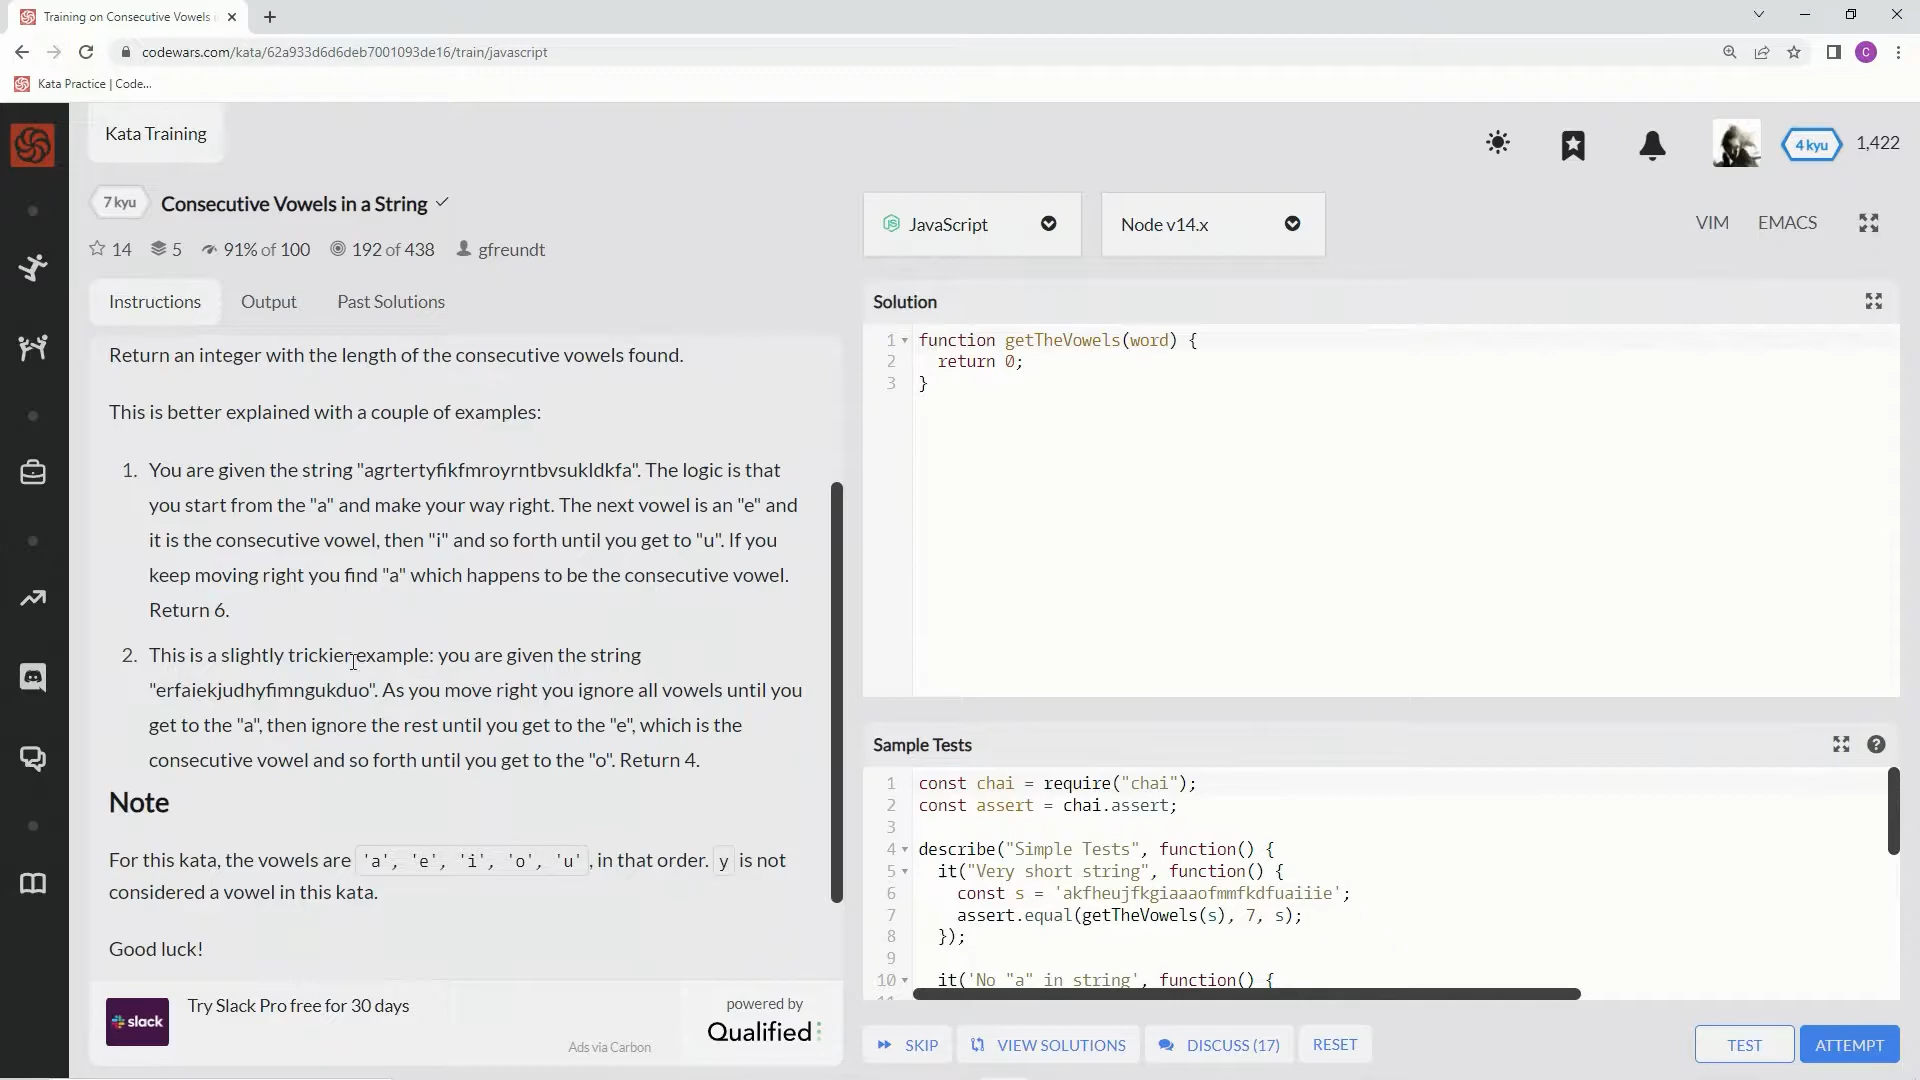 Training on Consecutive Vowels i
codewars.com/kata/62a933d6d6deb7001093de16/train/javascript
C
Kata Practice | Code...
Kata Training
4 kyu
1,422
7 kyu
Consecutive Vowels in a String
14
5
91% of 100
192 of 438
gfreundt
JavaScript
Node v14.x
VIM
EMACS
Instructions
Output
Past Solutions
Return an integer with the length of the consecutive vowels found.
This is better explained with a couple of examples:
1. You are given the string "agrtertyfikfmroyrntbvsukldkfa". The logic is that
you start from the "a" and make your way right. The next vowel is an "e" and
it is the consecutive vowel, then "i" and so forth until you get to "u". If you
keep moving right you find "a" which happens to be the consecutive vowel.
Return 6.
2. This is a slightly trickier example: you are given the string
"erfaiekjudhyfimngukduo". As you move right you ignore all vowels until you
get to the "a", then ignore the rest until you get to the "e", which is the
consecutive vowel and so forth until you get to the "o". Return 4.
Note
For this kata, the vowels are 'a', 'e', 'i', 'o', 'u', in that order. y is not
considered a vowel in this kata.
Good luck!
slack
Try Slack Pro free for 30 days
Ads via Carbon
powered by
Qualified
Solution
1 function getTheVowels(word) {
2 return 0;
3 }
Sample Tests
1 const chai = require("chai");
2 const assert = chai.assert;
3
4 describe("Simple Tests", function() {
5 it("Very short string", function() {
6 const s = 'akfheujfkgiaaaofmmfkdfuaiiie';
7 assert.equal(getTheVowels(s), 7, s);
8 });
9
10 it('No "a" in string', function() {
SKIP
VIEW SOLUTIONS
DISCUSS (17)
RESET
TEST
ATTEMPT